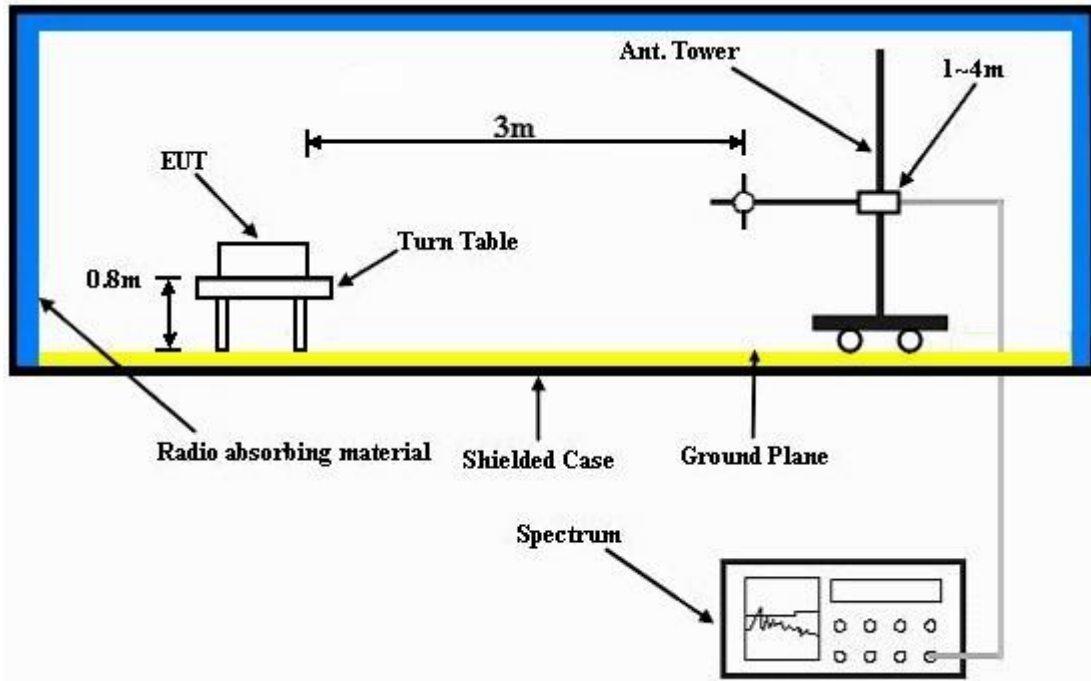 Ant. Tower
1~4m
3m
EUT
Turn Table
0.8m
Radio absorbing material
Shielded Case
Ground Plane
Spectrum